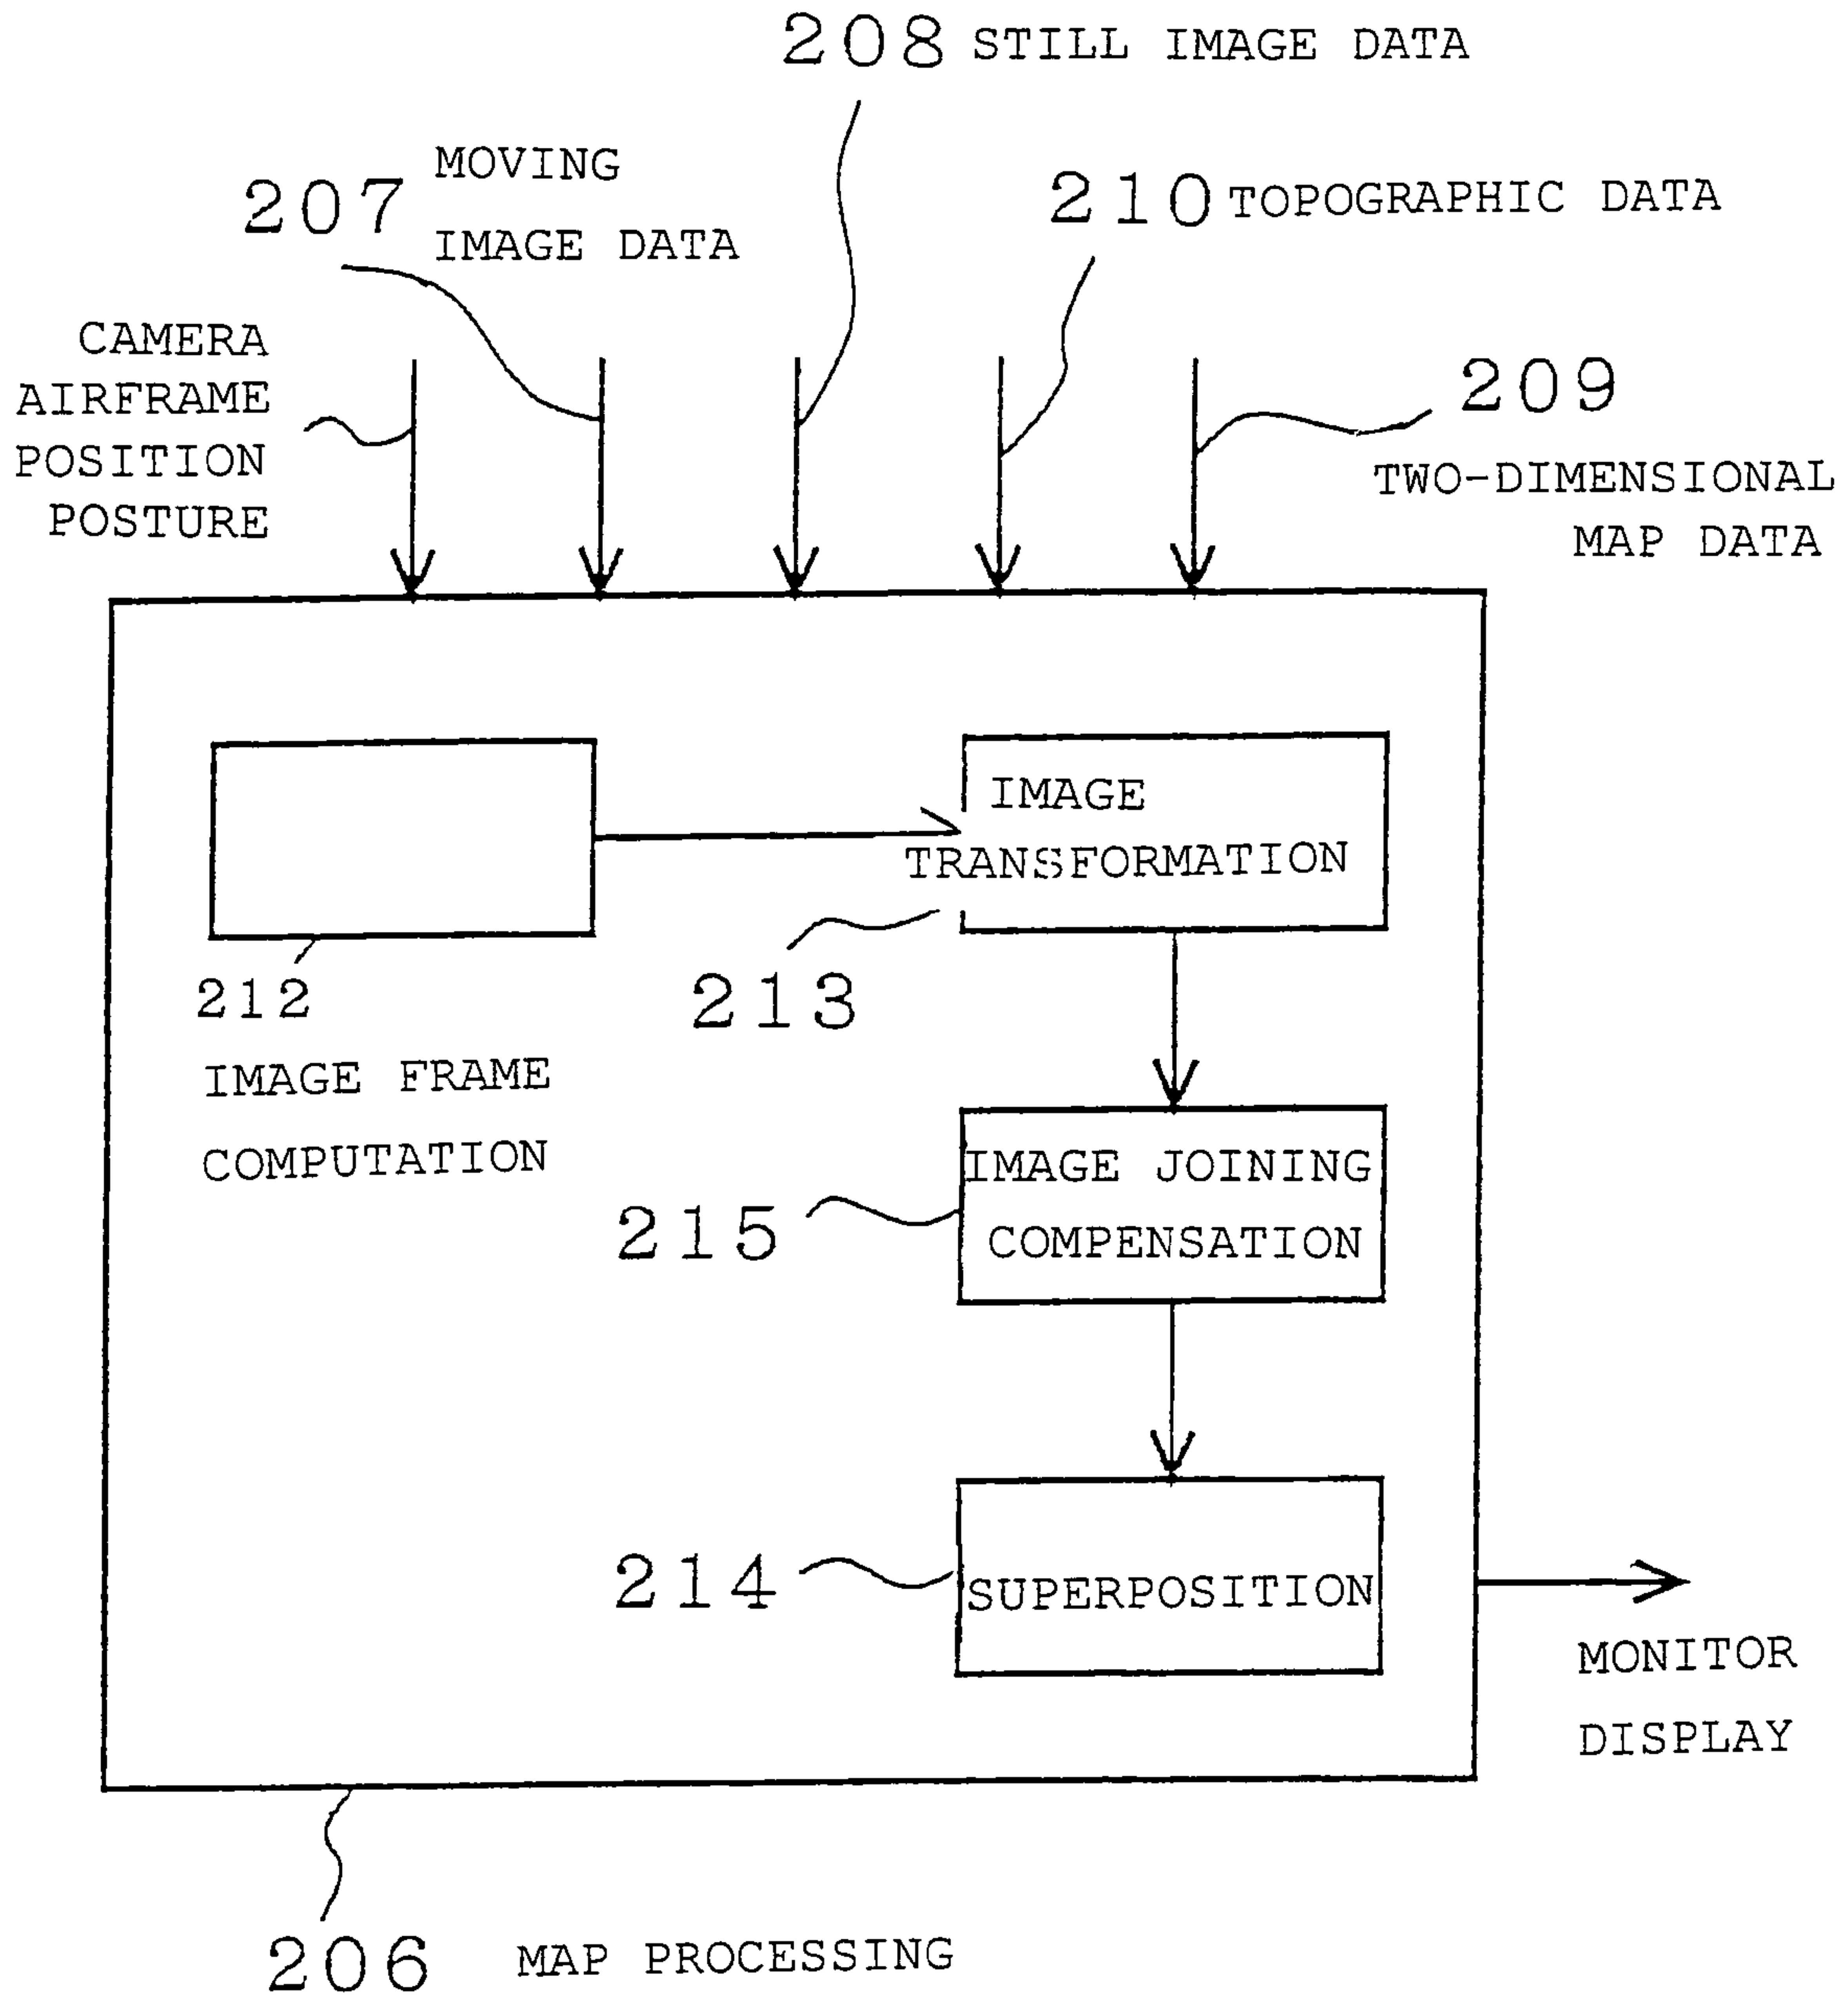 208 STILL IMAGE DATA
207 MOVING
IMAGE DATA
210 TOPOGRAPHIC DATA
CAMERA
AIRFRAME
POSITION
POSTURE
209
TWO-DIMENSIONAL
MAP DATA
IMAGE
TRANSFORMATION
212
213
IMAGE FRAME
COMPUTATION
IMAGE JOINING
COMPENSATION
215
214
SUPERPOSITION
MONITOR
DISPLAY
206 MAP PROCESSING